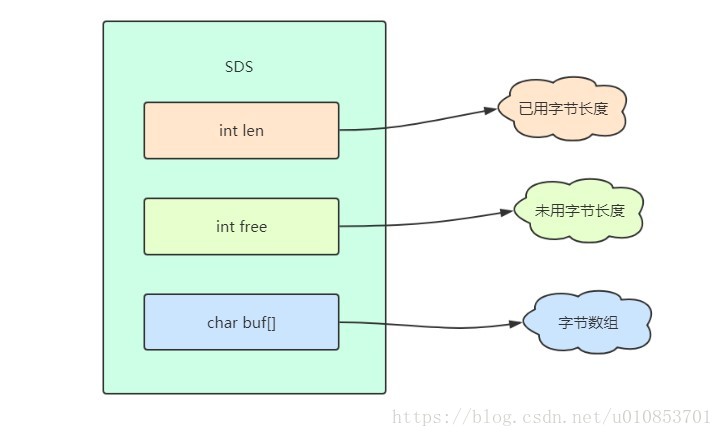 SDS
int len
已用字节长度
int free
未用字节长度
char buf[]
字节数组
https://blog.csdn.net/u010853701